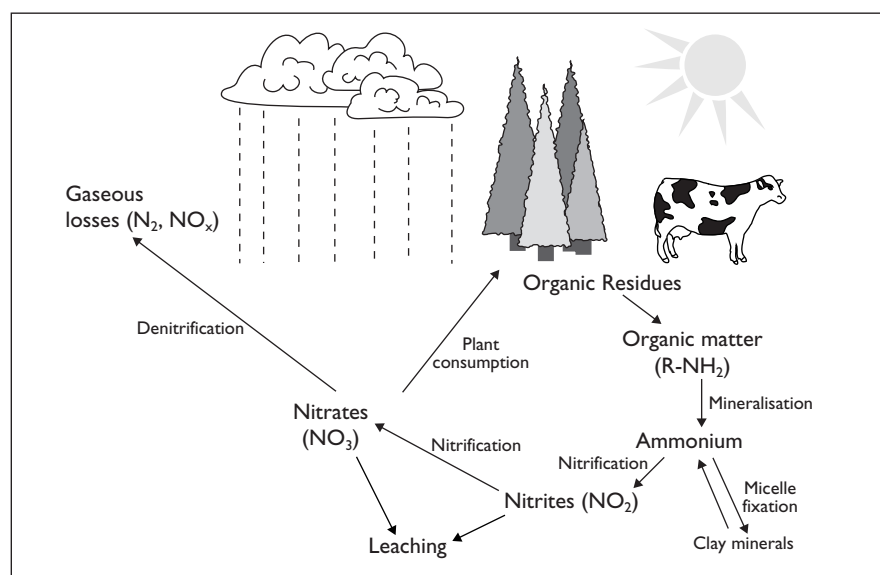 Gaseous
losses (N₂, NOₓ)
Organic Residues
Denitrification
Plant
consumption
Organic matter
(R-NH₂)
Mineralisation
Nitrates
(NO₃)
Nitrification
Ammonium
Nitrification
Micelle
fixation
Nitrites (NO₂)
Leaching
Clay minerals